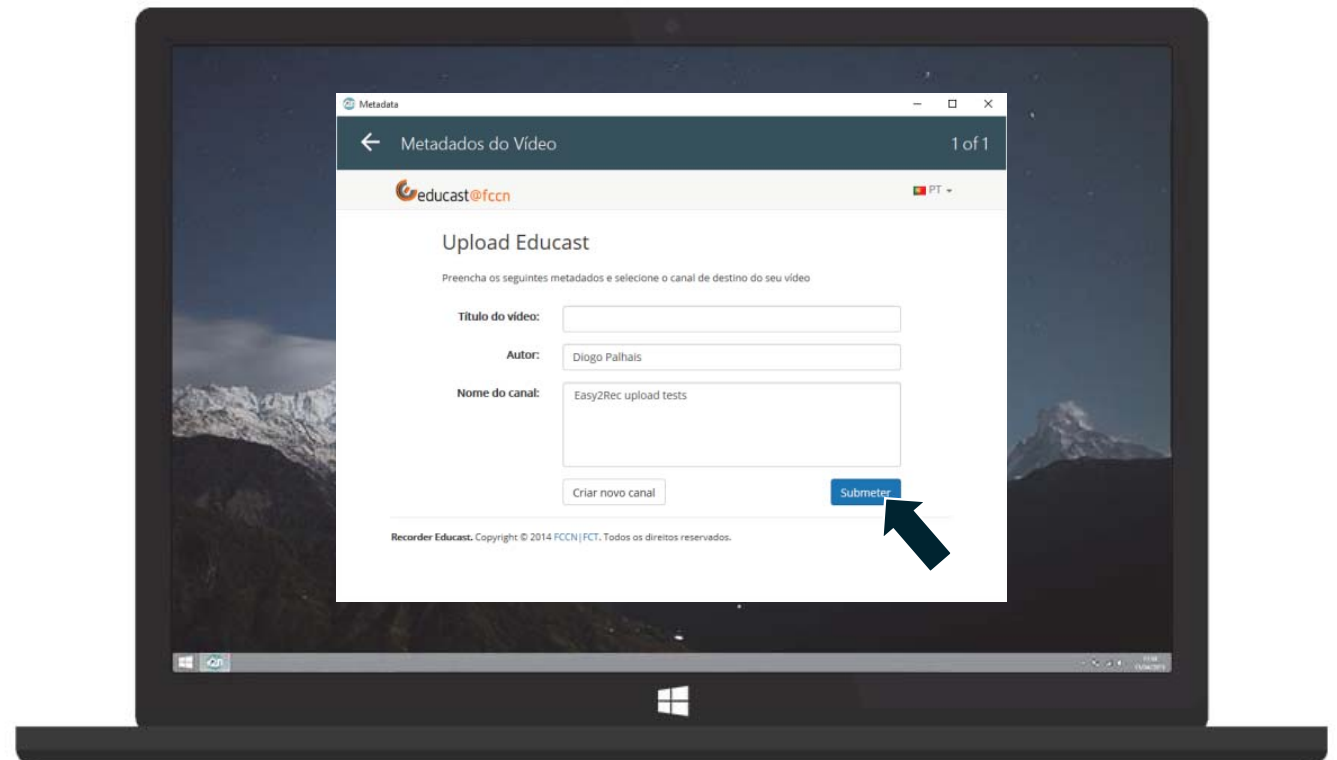 Metadata
Metadados do Vídeo
1 of 1
educast@fccn
PT
Upload Educast
Preencha os seguintes metadados e selecione o canal de destino do seu vídeo
Título do vídeo:
Autor:
Diogo Palhais
Nome do canal:
Easy2Rec upload tests
Criar novo canal
Submeter
Recorder Educast. Copyright © 2014 FCCN|FCT. Todos os direitos reservados.